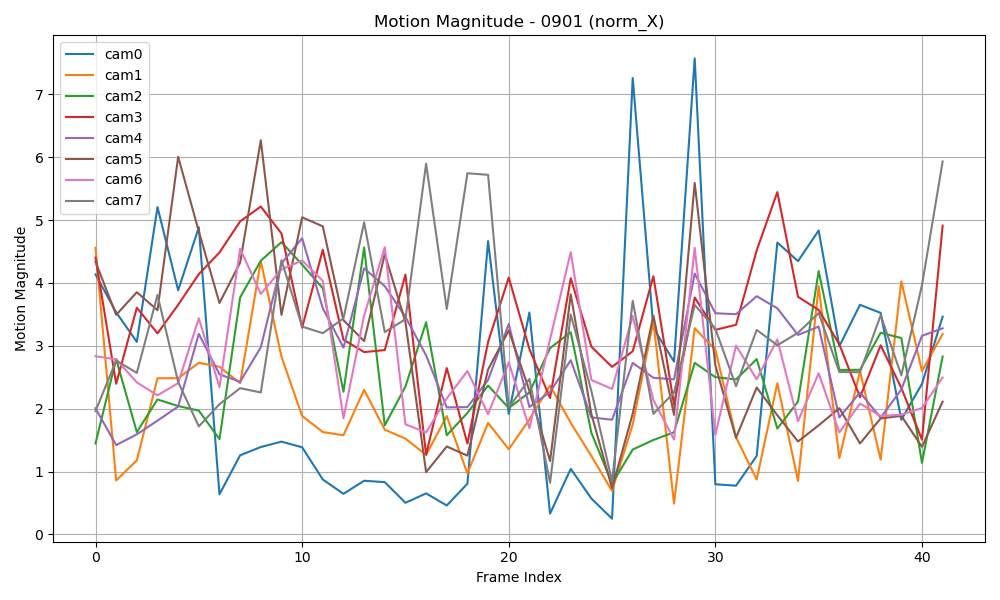 Motion Magnitude - 0901 (norm_X)
cam0
cam1
cam2
cam3
cam4
cam5
cam6
cam7
Motion Magnitude
7
6
5
4
3
2
1
0
0 10 20 30 40
Frame Index